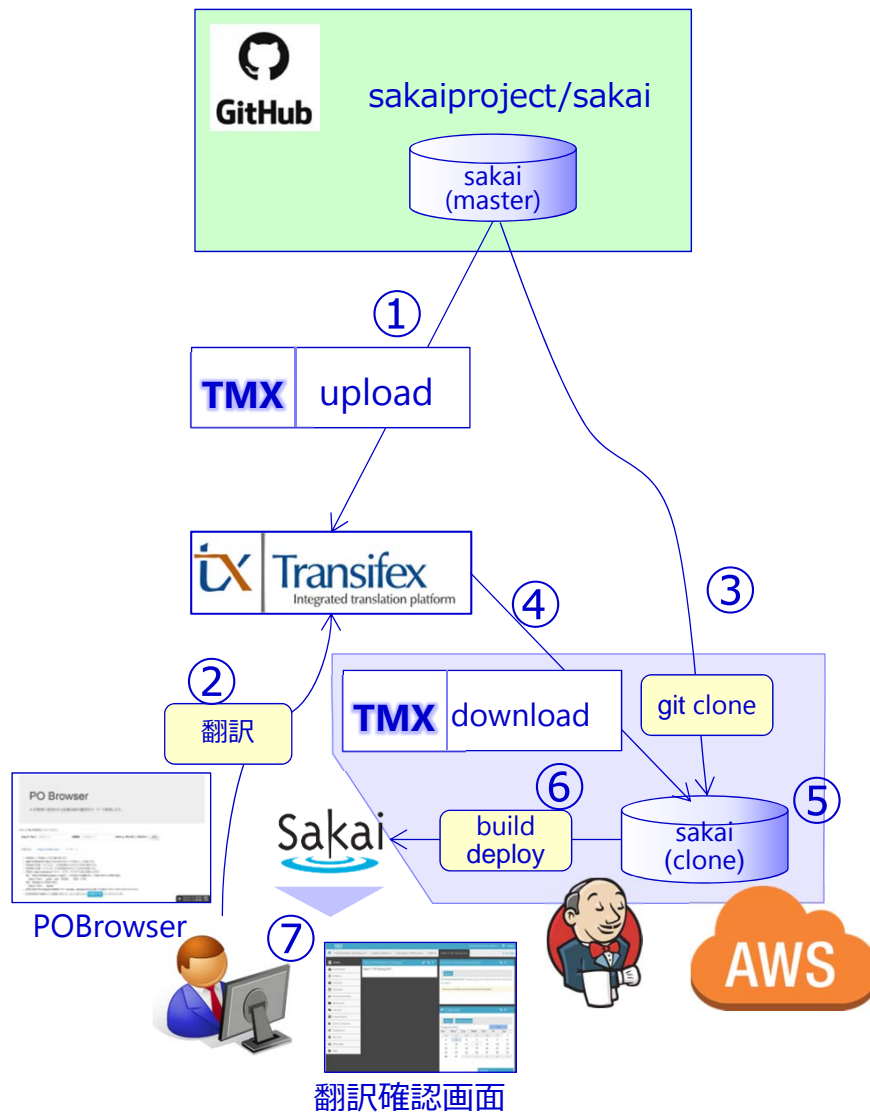 GitHub
sakaiproject/sakai
sakai
(master)
①
TMX upload
tx Transifex
Integrated translation platform
④
③
②
翻訳
TMX download
git clone
PO Browser
⑥
⑤
Sakai
build
deploy
sakai
(clone)
POBrowser
⑦
AWS
翻訳確認画面